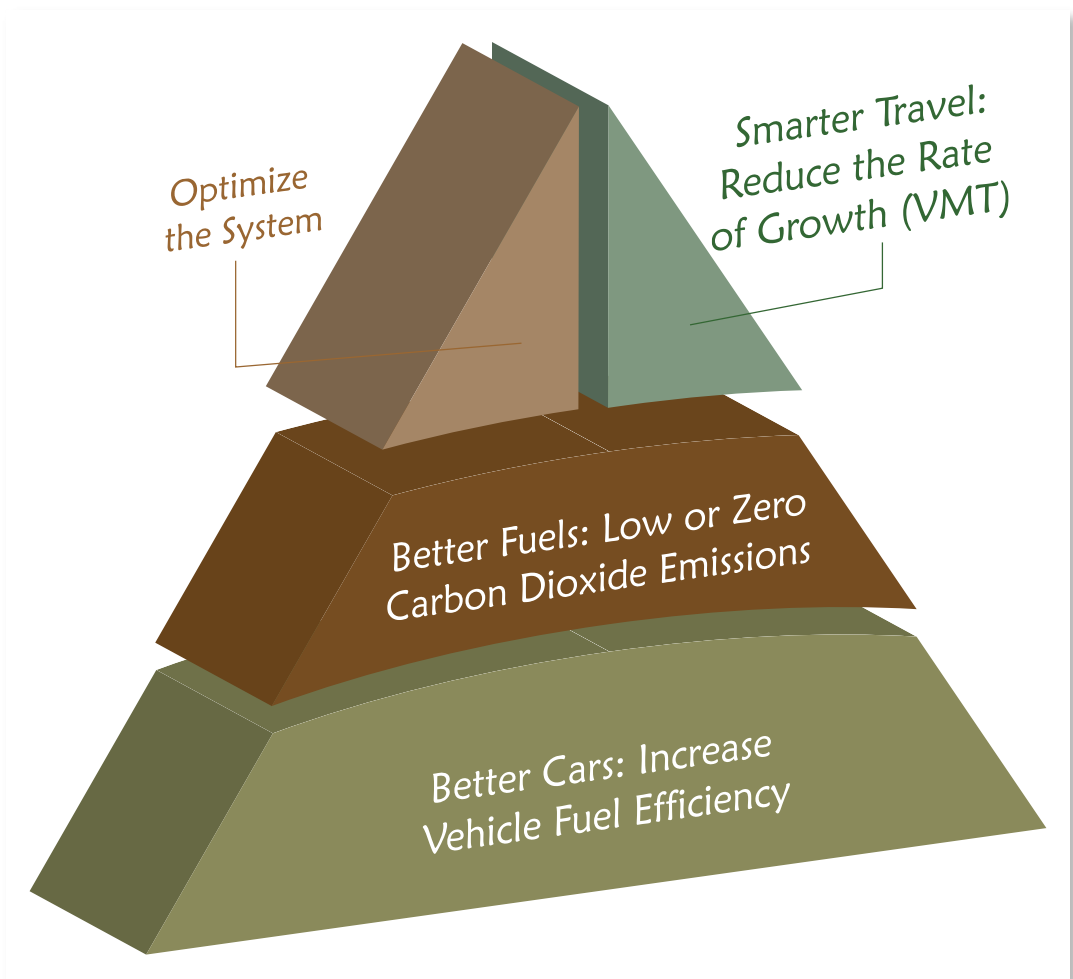 Optimize
the System
Smarter Travel:
Reduce the Rate
of Growth (VMT)
Better Fuels: Low or Zero
Carbon Dioxide Emissions
Better Cars: Increase
Vehicle Fuel Efficiency